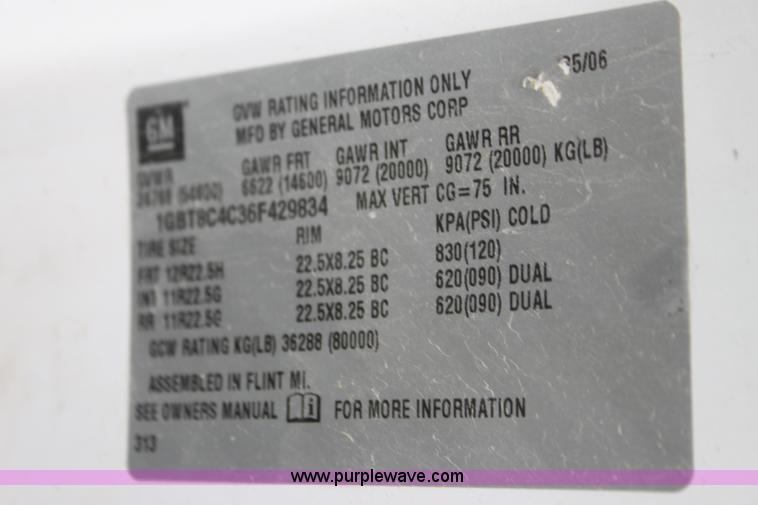 05/06
GM
GVW RATING INFORMATION ONLY
MFD BY GENERAL MOTORS CORP
GVWR GAWR FRT GAWR INT GAWR RR
(54600) 6622 (14600) 9072 (20000) 9072 (20000) KG(LB)
1GBT8C4C36F429834 MAX VERT CG=75 IN.
TIRE SIZE RIM KPA(PSI) COLD
FRT 12R22.5H 22.5X8.25 BC 830(120)
INT 11R22.5G 22.5X8.25 BC 620(090) DUAL
RR 11R22.5G 22.5X8.25 BC 620(090) DUAL
GCW RATING KG(LB) 36288 (80000)
ASSEMBLED IN FLINT MI.
SEE OWNERS MANUAL i FOR MORE INFORMATION
313
www.purplewave.com